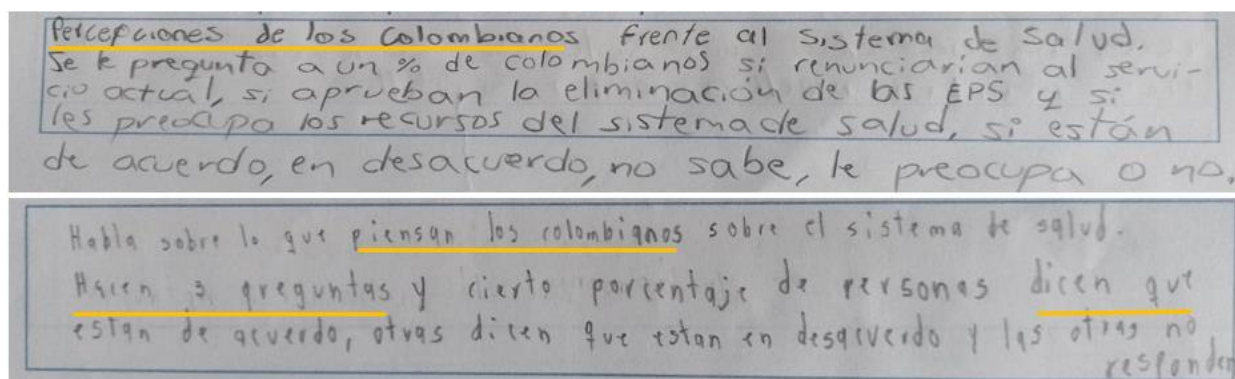 Percepciones de los colombianos frente al sistema de salud.
Se le pregunta a un % de colombianos si renunciarían al servi-
cio actual, si aprueban la eliminación de las EPS y si
les preocupa los recursos del sistema de salud, si están
de acuerdo, en desacuerdo, no sabe, le preocupa o no.
Habla sobre lo que piensan los colombianos sobre el sistema de salud.
Hacen 3 preguntas y cierto porcentaje de personas dicen que
estan de acuerdo, otras dicen que estan en desacuerdo y las otras no
responden